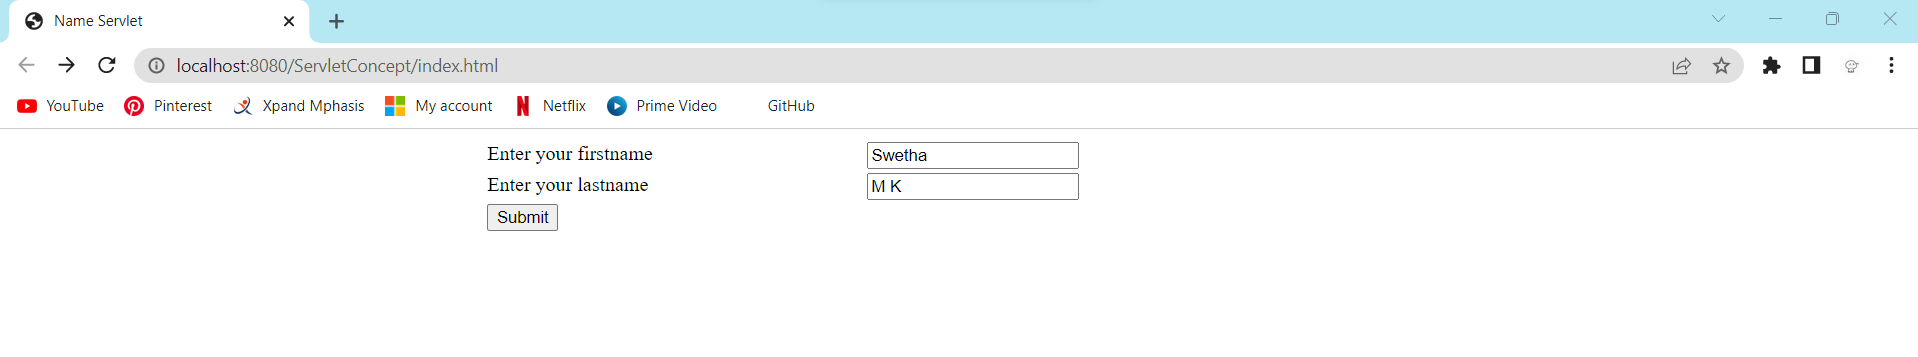 Name Servlet
localhost:8080/ServletConcept/index.html
YouTube Pinterest Xpand Mphasis My account Netflix Prime Video GitHub
Enter your firstname Swetha
Enter your lastname M K
Submit